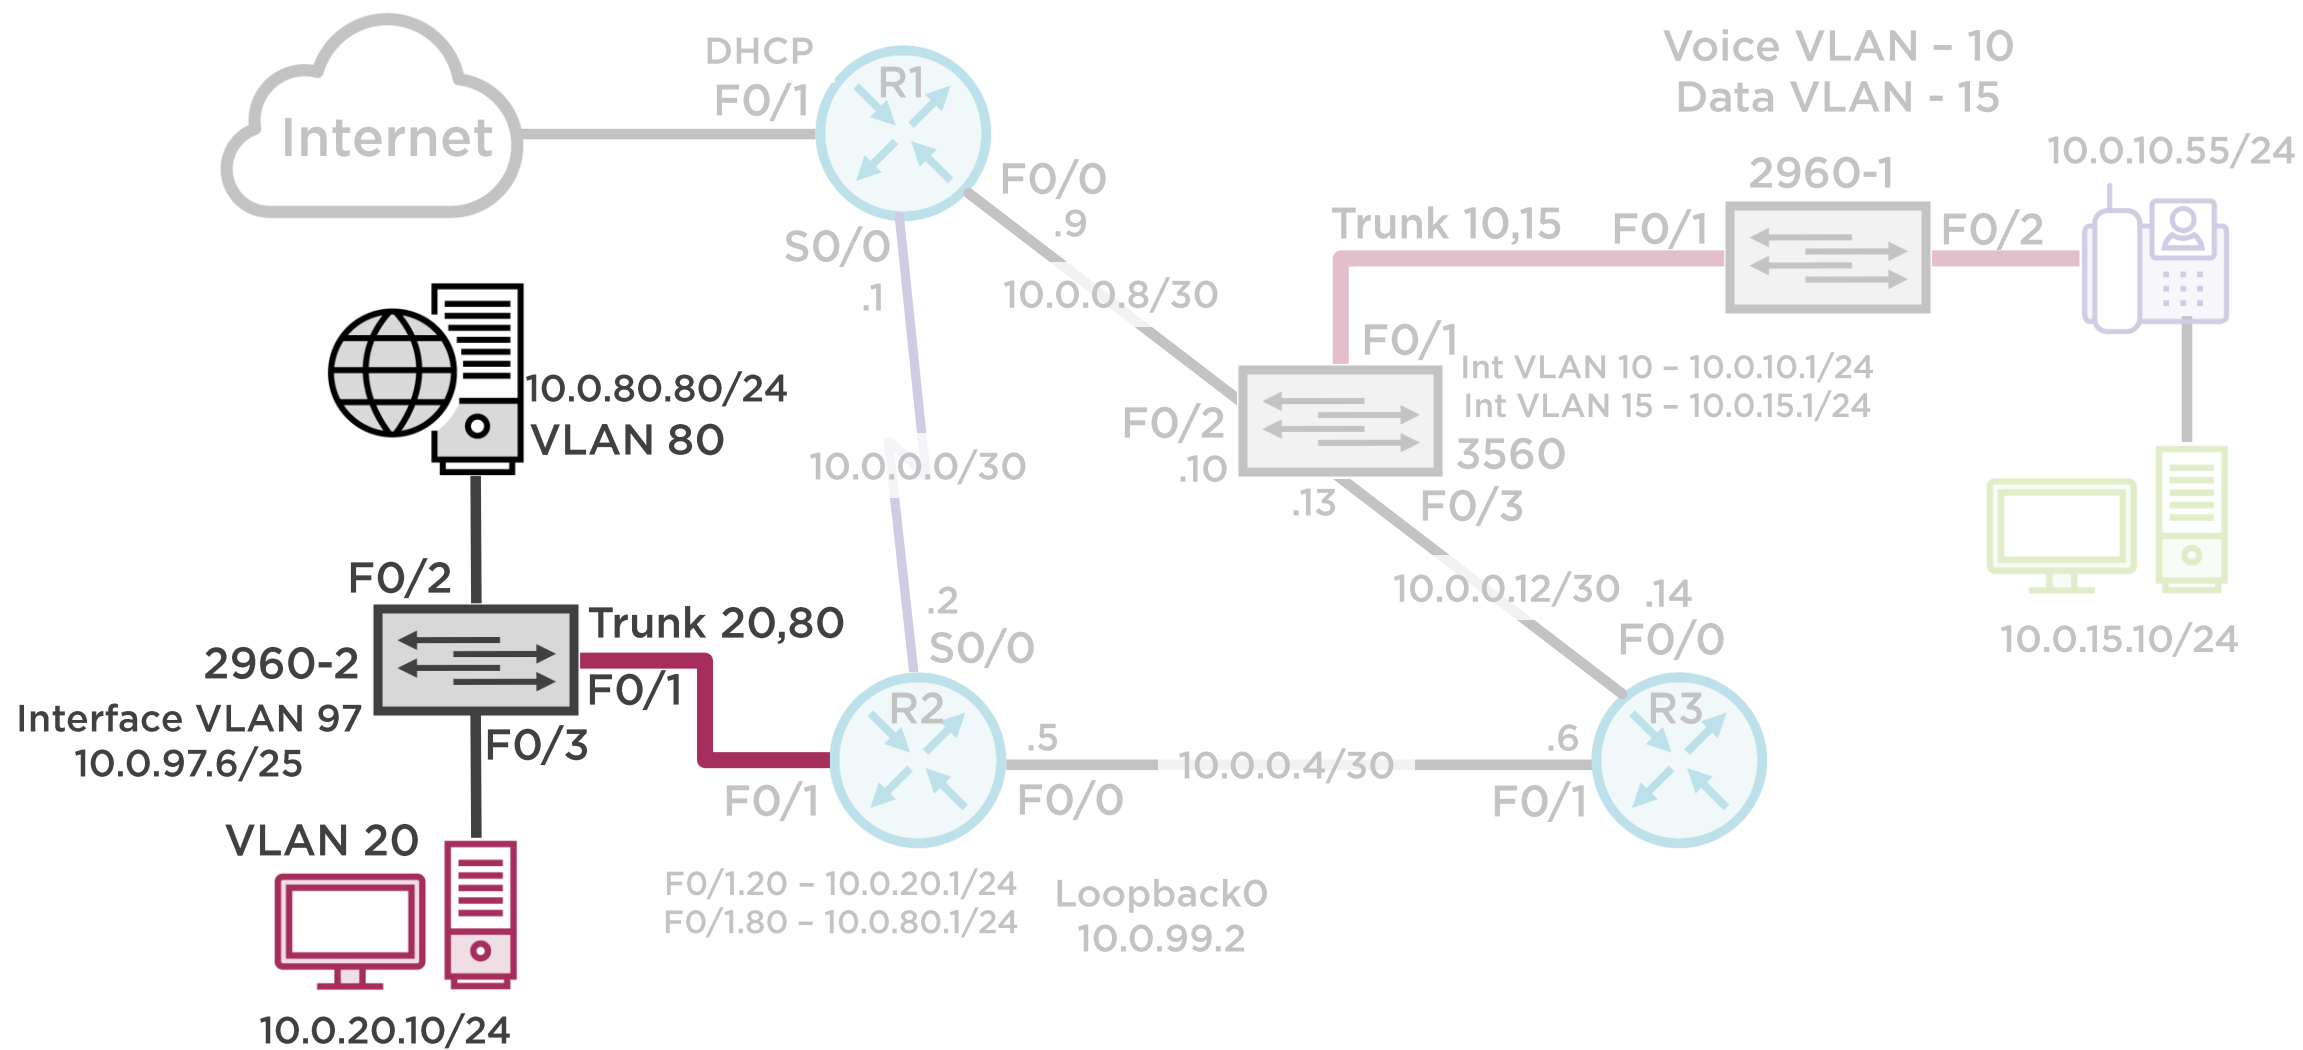 DHCP
F0/1
R1
Internet
F0/0
.9
S0/0
.1
10.0.0.8/30
Voice VLAN – 10
Data VLAN - 15
10.0.10.55/24
2960-1
Trunk 10,15
F0/1
F0/2
F0/1
Int VLAN 10 – 10.0.10.1/24
Int VLAN 15 – 10.0.15.1/24
F0/2
.10
3560
.13
F0/3
10.0.80.80/24
VLAN 80
10.0.0.0/30
F0/2
Trunk 20,80
2960-2
F0/1
Interface VLAN 97
10.0.97.6/25
F0/3
.2
S0/0
10.0.0.12/30
.14
F0/0
10.0.15.10/24
R2
R3
.5
10.0.0.4/30
.6
F0/1
F0/0
F0/1
VLAN 20
F0/1.20 – 10.0.20.1/24
F0/1.80 – 10.0.80.1/24
Loopback0
10.0.99.2
10.0.20.10/24